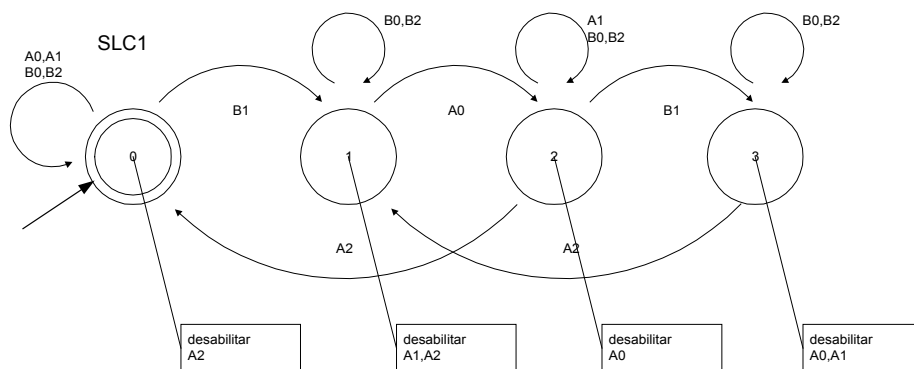 SLC1
A0,A1
B0,B2
B0,B2
A1
B0,B2
B0,B2
B1
A0
B1
0
1
2
3
A2
A2
desabilitar
A2
desabilitar
A1,A2
desabilitar
A0
desabilitar
A0,A1